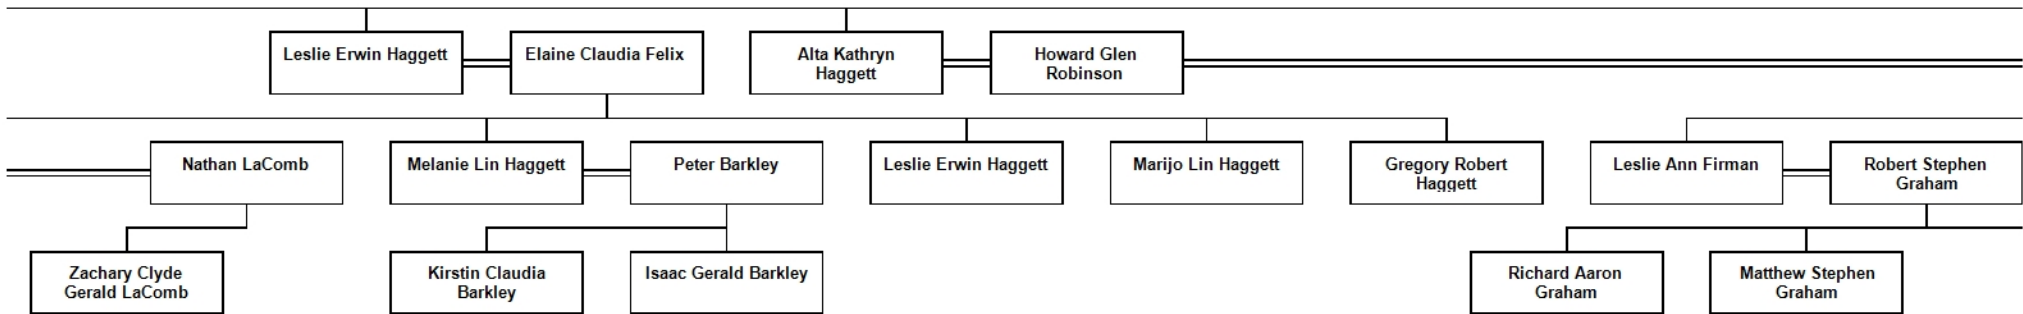 Leslie Erwin Haggett
Elaine Claudia Felix
Alta Kathryn
Haggett
Howard Glen
Robinson
Nathan LaComb
Melanie Lin Haggett
Peter Barkley
Leslie Erwin Haggett
Marijo Lin Haggett
Gregory Robert
Haggett
Leslie Ann Firman
Robert Stephen
Graham
Zachary Clyde
Gerald LaComb
Kirstin Claudia
Barkley
Isaac Gerald Barkley
Richard Aaron
Graham
Matthew Stephen
Graham